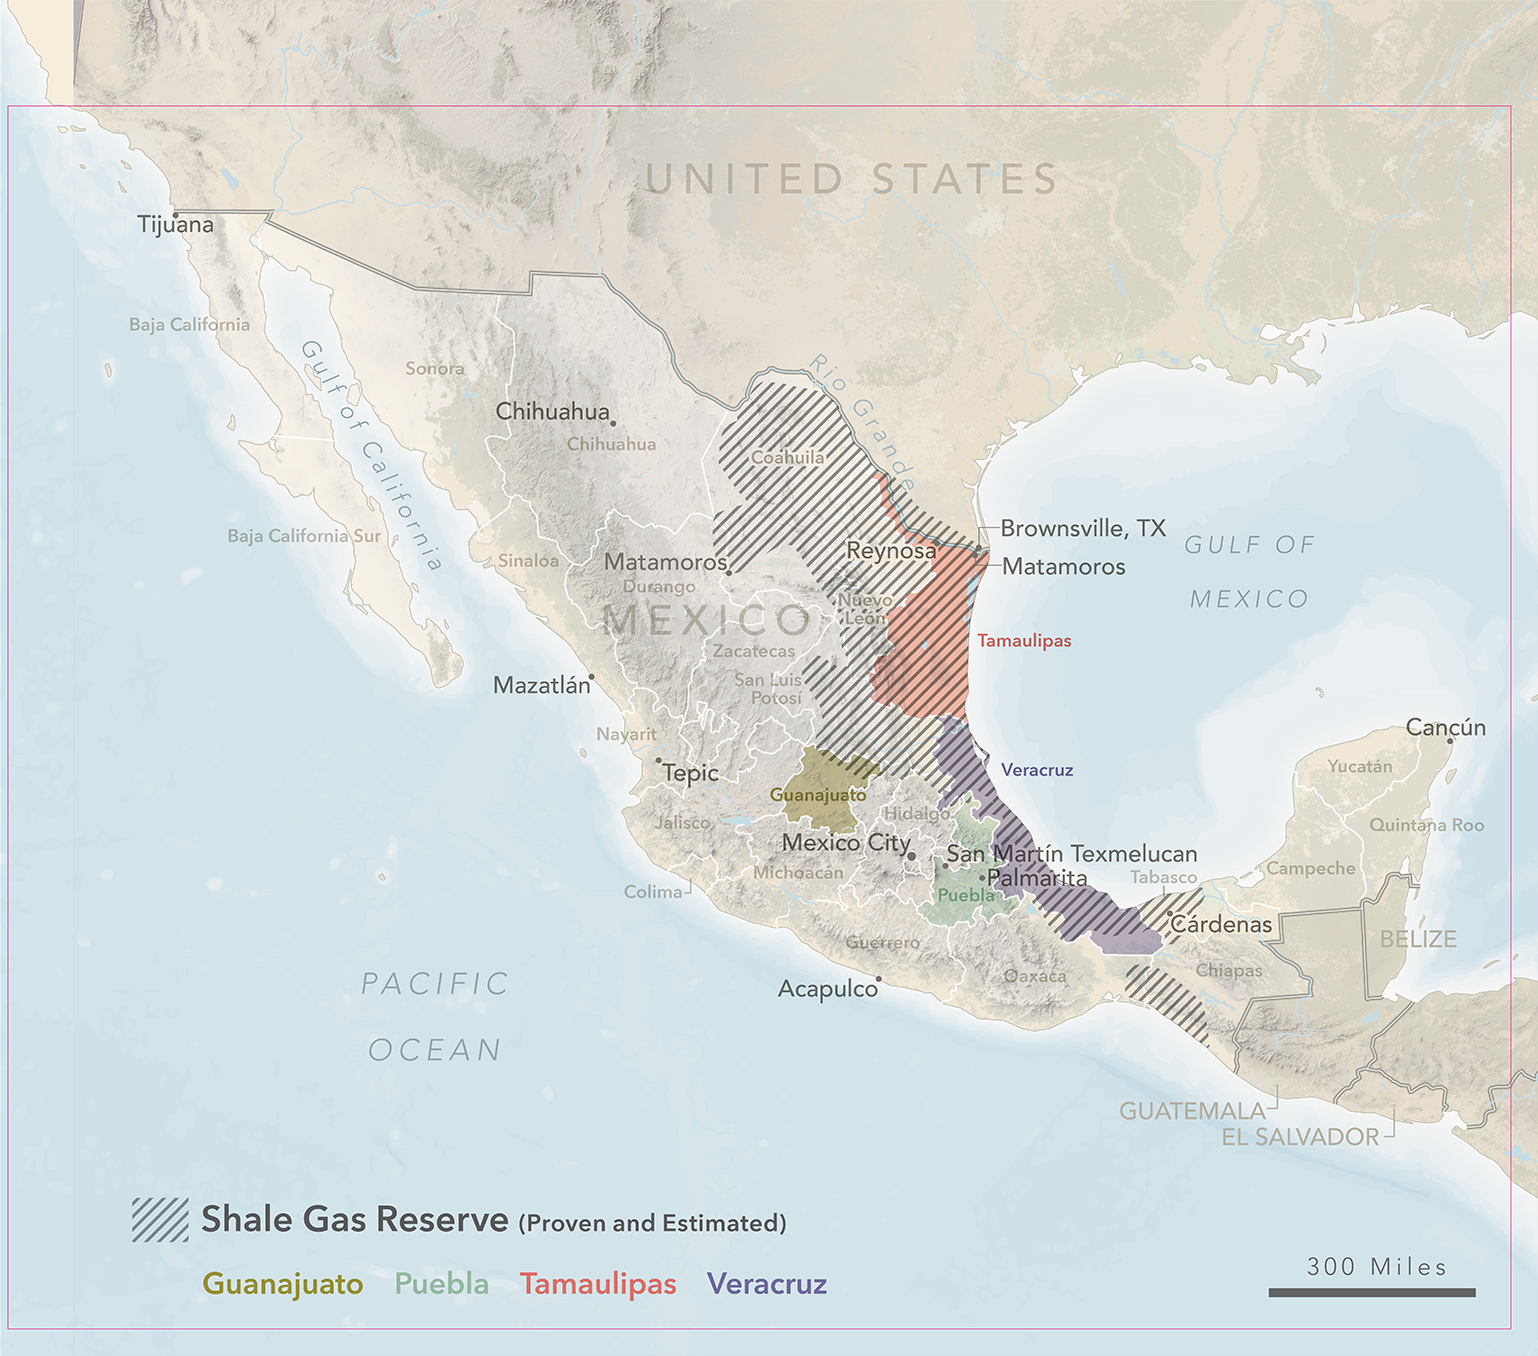 UNITED STATES
Tijuana
Baja California
Gulf of California
Sonora
Rio Grande
Chihuahua
Chihuahua
Coahuila
Baja California Sur
Sinaloa
Matamoros
Durango
Reynosa
Brownsville, TX
Matamoros
GULF OF
MEXICO
Nuevo
León
MEXICO
Tamaulipas
Zacatecas
San Luis
Potosí
Mazatlán
Nayarit
Tepic
Veracruz
Cancún
Yucatán
Guanajuato
Hidalgo
Jalisco
Quintana Roo
Mexico City
San Martín Texmelucan
Palmarita
Michoacán
Colima
Puebla
Tabasco
Campeche
Cárdenas
Guerrero
BELIZE
Oaxaca
Chiapas
Acapulco
PACIFIC
OCEAN
GUATEMALA
EL SALVADOR
Shale Gas Reserve (Proven and Estimated)
Guanajuato Puebla Tamaulipas Veracruz
300 Miles